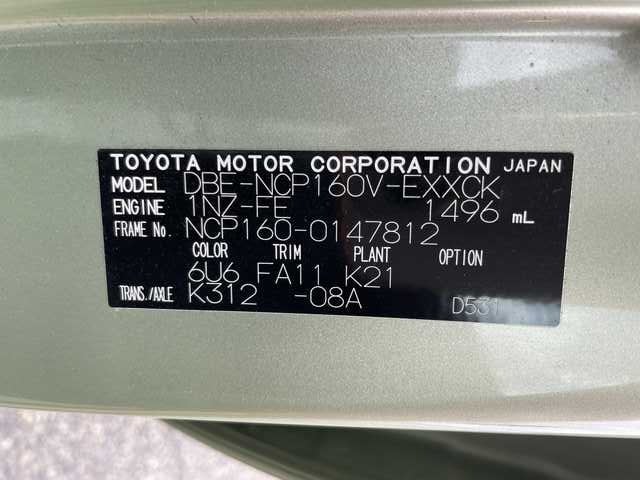 TOYOTA MOTOR CORPORATION JAPAN
MODEL DBE-NCP160V-EXXCK
ENGINE 1NZ-FE 1496 mL
FRAME No. NCP160-0147812
COLOR TRIM PLANT OPTION
6U6 FA11 K21
TRANS./AXLE K312 -08A